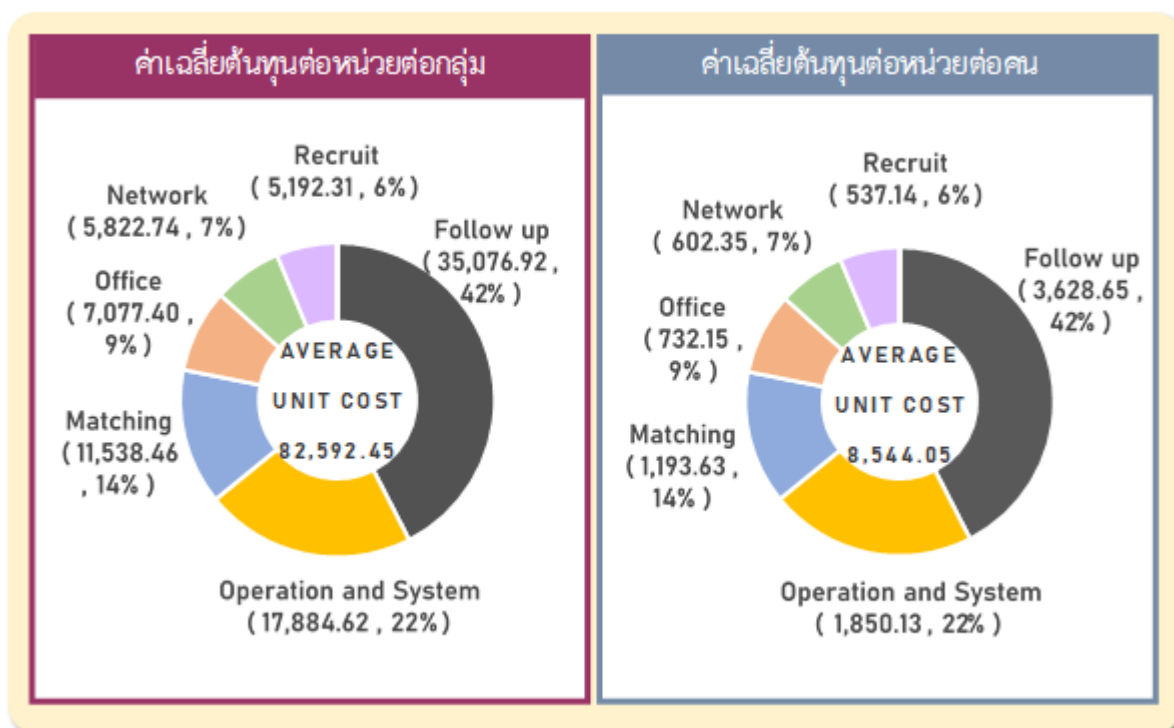 ค่าเฉลี่ยต้นทุนต่อหน่วยต่อกลุ่ม
Recruit
( 5,192.31 , 6%)
Network
( 5,822.74 , 7%)
Follow up
( 35,076.92 ,
42% )
Office
( 7,077.40 ,
9% )
AVERAGE
UNIT COST
82,592.45
Matching
( 11,538.46
, 14% )
Operation and System
( 17,884.62 , 22%)
ค่าเฉลี่ยต้นทุนต่อหน่วยต่อคน
Recruit
( 537.14 , 6%)
Network
( 602.35 , 7%)
Follow up
( 3,628.65 ,
42% )
Office
( 732.15 ,
9% )
AVERAGE
UNIT COST
8,544.05
Matching
( 1,193.63 ,
14% )
Operation and System
( 1,850.13 , 22% )